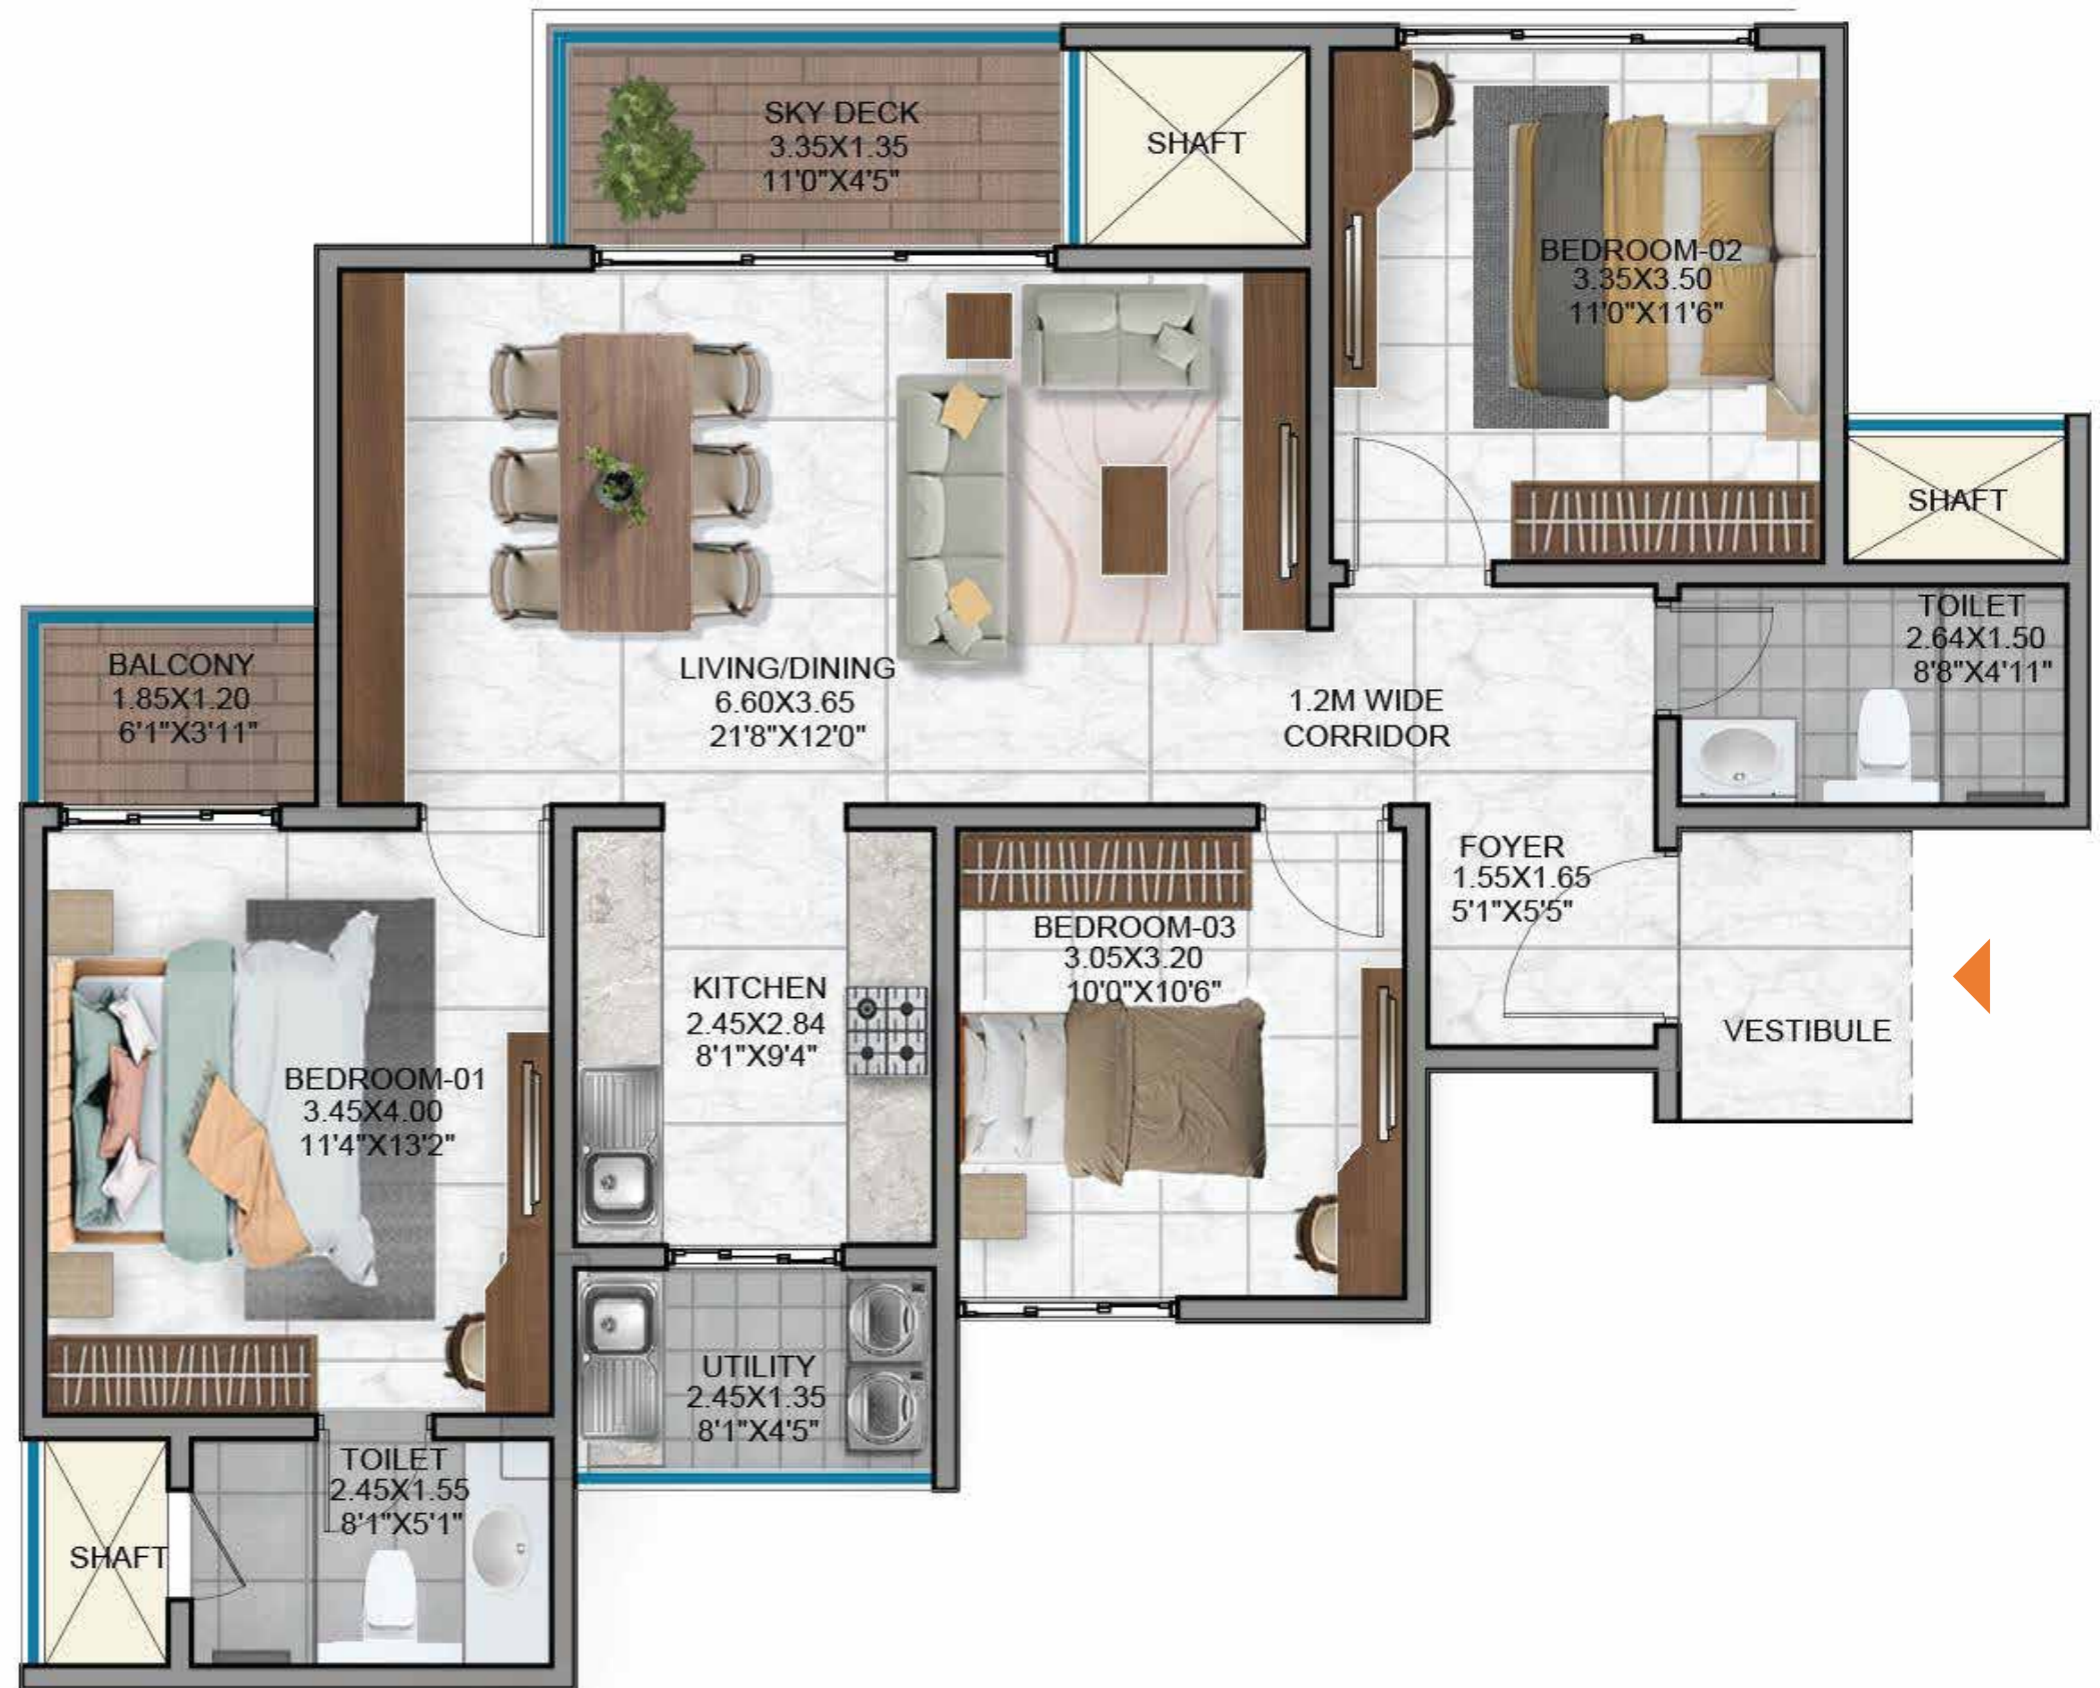 SKY DECK
3.35X1.35
11'0"X4'5"
SHAFT
BEDROOM-02
3.35X3.50
11'0"X11'6"
SHAFT
TOILET
2.64X1.50
8'8"X4'11"
BALCONY
1.85X1.20
6'1"X3'11"
LIVING/DINING
6.60X3.65
21'8"X12'0"
1.2M WIDE
CORRIDOR
FOYER
1.55X1.65
5'1"X5'5"
VESTIBULE
BEDROOM-03
3.05X3.20
10'0"X10'6"
KITCHEN
2.45X2.84
8'1"X9'4"
BEDROOM-01
3.45X4.00
11'4"X13'2"
UTILITY
2.45X1.35
8'1"X4'5"
TOILET
2.45X1.55
8'1"X5'1"
SHAFT